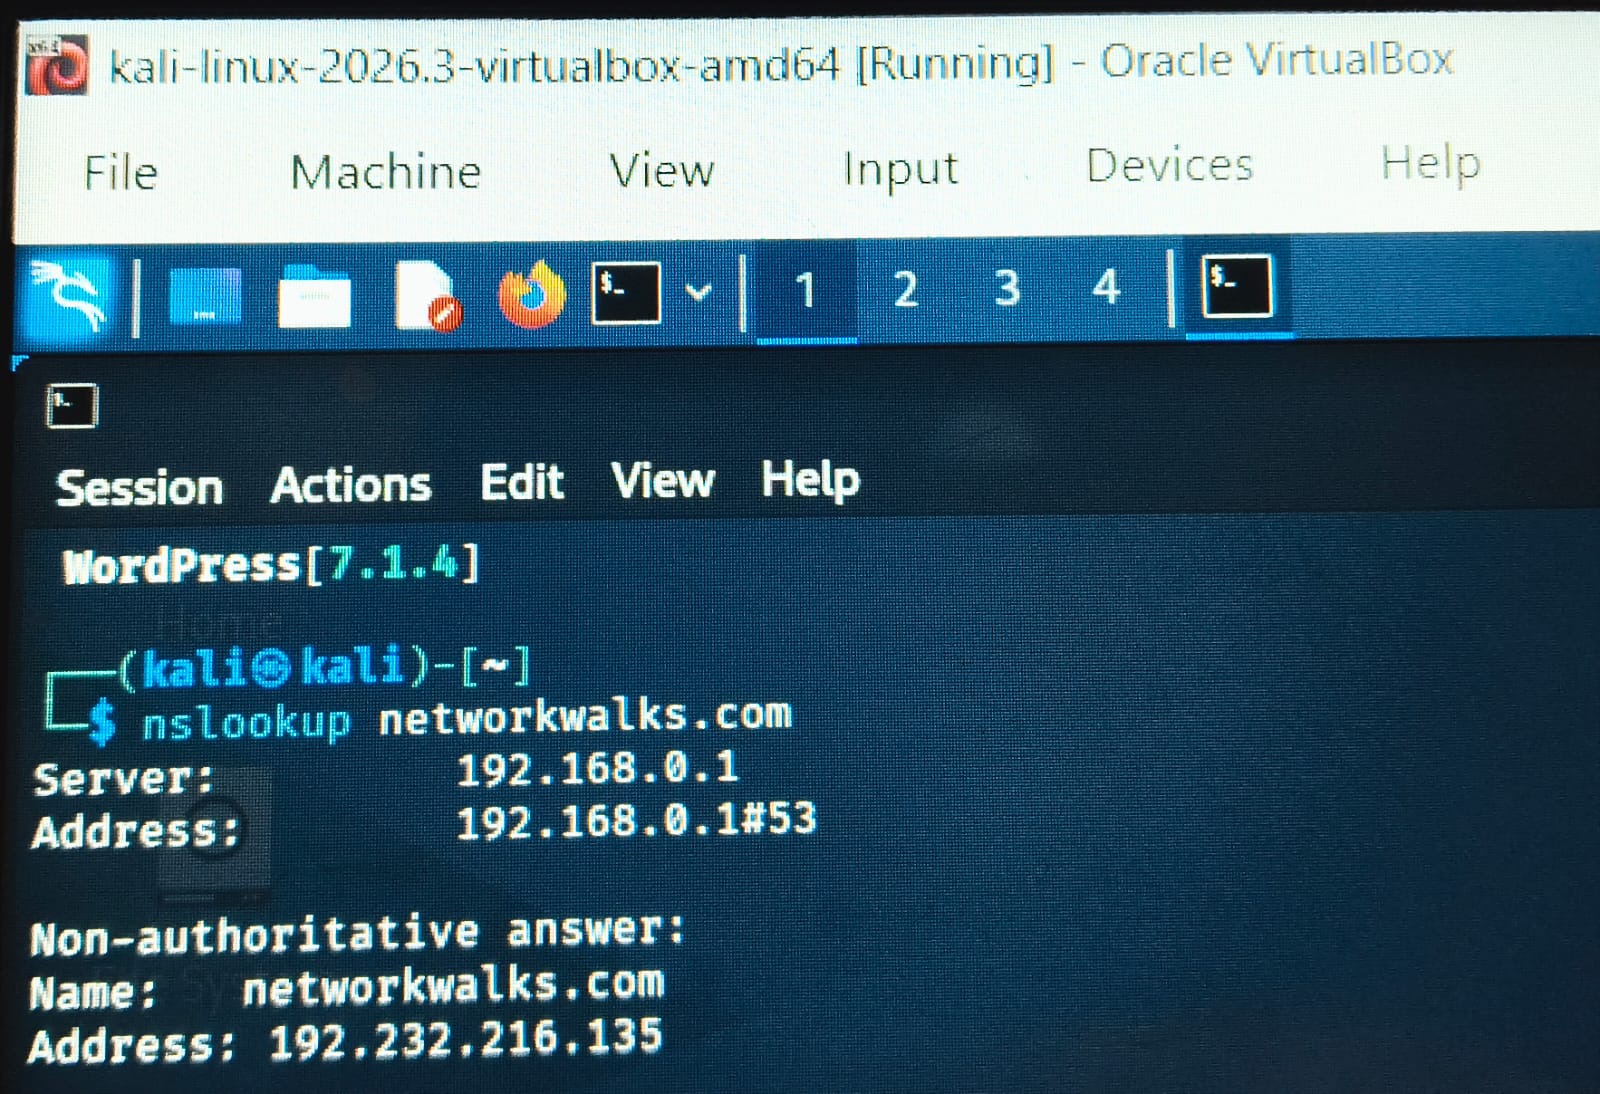 kali-linux-2026.3-virtualbox-amd64 [Running] - Oracle VirtualBox
File Machine View Input Devices Help
$_ 1 2 3 4 $_
Session Actions Edit View Help
WordPress[7.1.4]
Home
┌──(kali㉿kali)-[~]
└─$ nslookup networkwalks.com
Server: 192.168.0.1
Address: 192.168.0.1#53
Non-authoritative answer:
Name: networkwalks.com
Address: 192.232.216.135